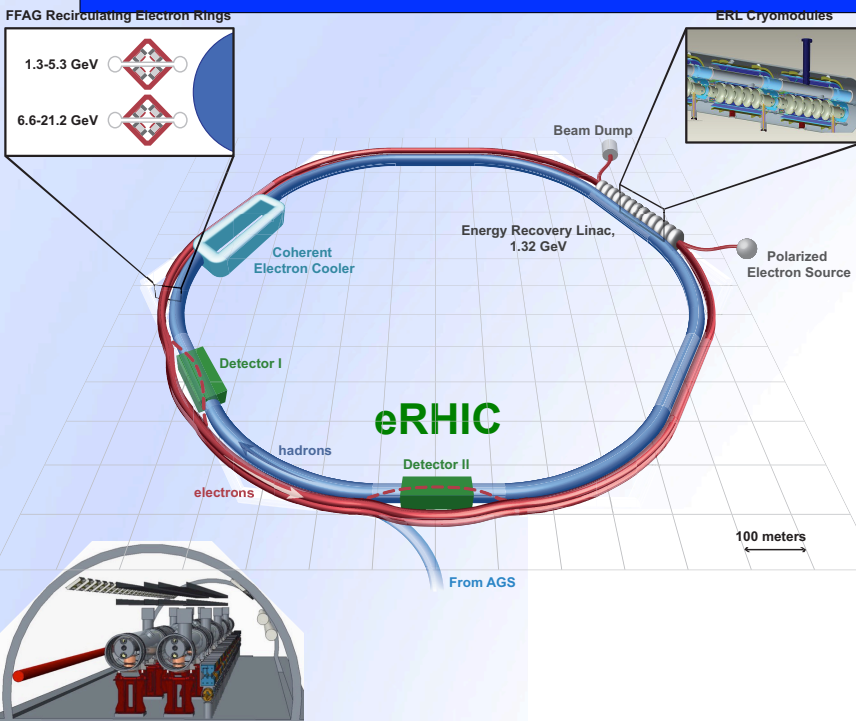 FFAG Recirculating Electron Rings
ERL Cryomodules
1.3-5.3 GeV
6.6-21.2 GeV
Beam Dump
Energy Recovery Linac,
1.32 GeV
Polarized
Electron Source
Coherent
Electron Cooler
Detector I
eRHIC
hadrons
Detector II
electrons
100 meters
From AGS